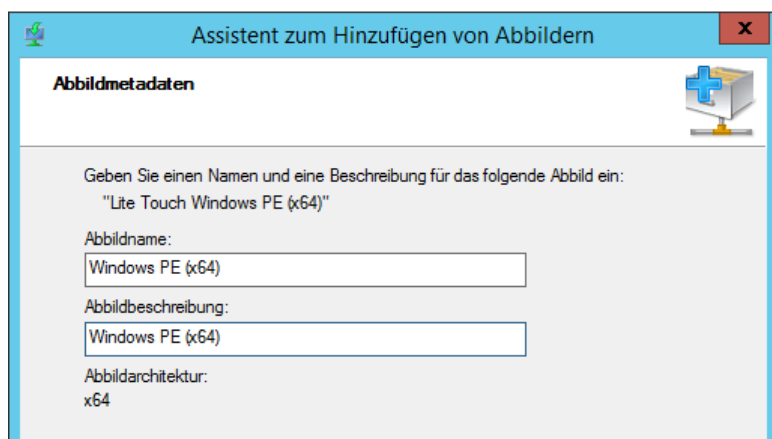 Assistent zum Hinzufügen von Abbildern
x
Abbildmetadaten
Geben Sie einen Namen und eine Beschreibung für das folgende Abbild ein:
"Lite Touch Windows PE (x64)"
Abbildname:
Windows PE (x64)
Abbildbeschreibung:
Windows PE (x64)
Abbildarchitektur:
x64